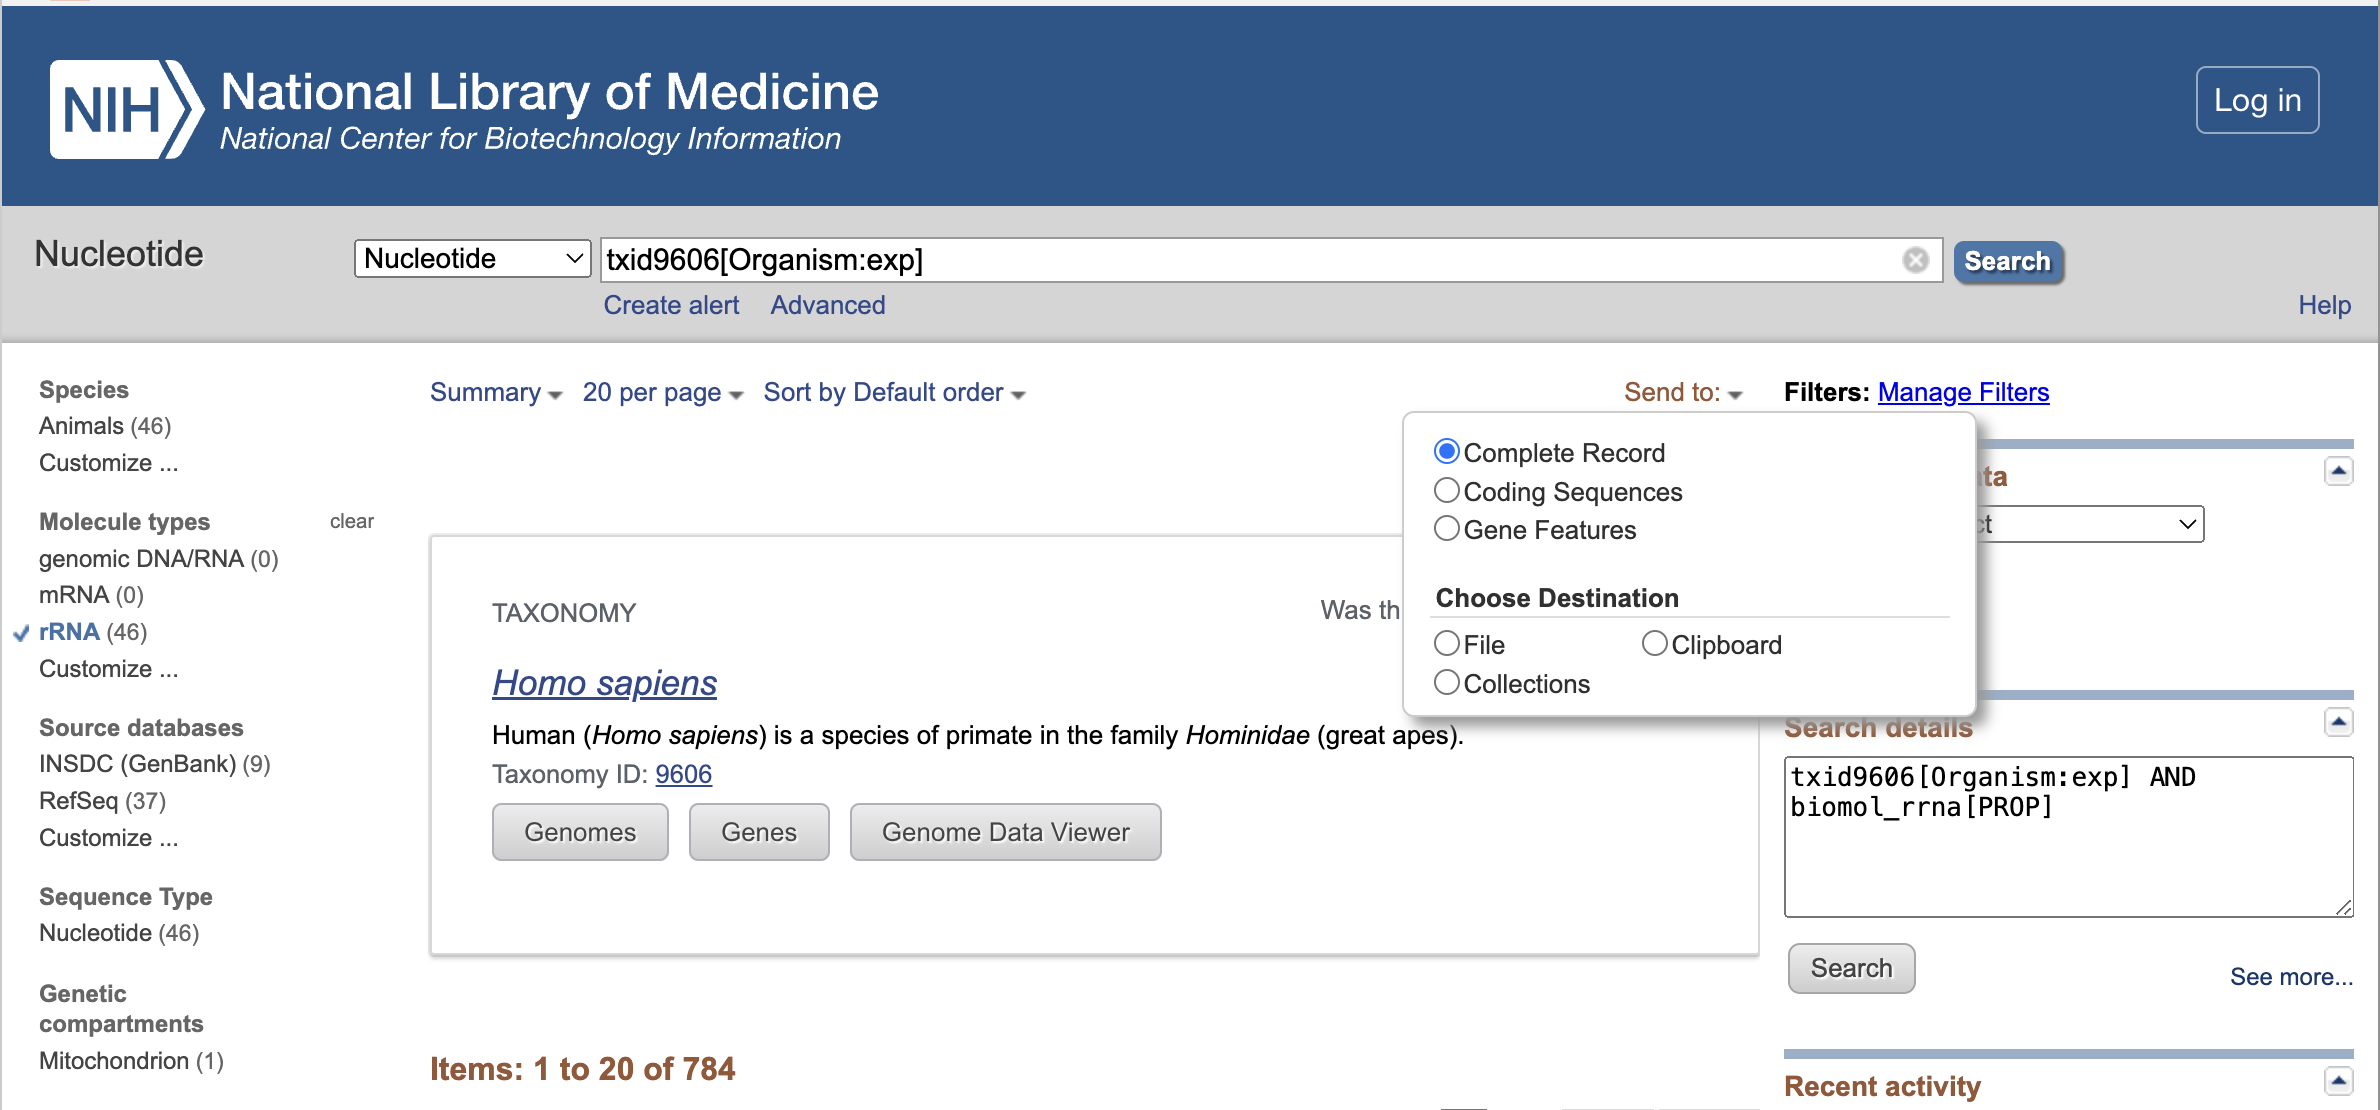 NIH
National Library of Medicine
National Center for Biotechnology Information
Log in
Nucleotide
Nucleotide
txid9606[Organism:exp]
Search
Create alert
Advanced
Help
Species
Animals (46)
Customize ...
Molecule types
clear
genomic DNA/RNA (0)
mRNA (0)
rRNA (46)
Customize ...
Source databases
INSDC (GenBank) (9)
RefSeq (37)
Customize ...
Sequence Type
Nucleotide (46)
Genetic
compartments
Mitochondrion (1)
Summary
20 per page
Sort by Default order
Send to:
Complete Record
Coding Sequences
Gene Features
Choose Destination
File
Clipboard
Collections
TAXONOMY
Was th
Homo sapiens
Human (Homo sapiens) is a species of primate in the family Hominidae (great apes).
Taxonomy ID: 9606
Genomes
Genes
Genome Data Viewer
Items: 1 to 20 of 784
Filters: Manage Filters
ta
ct
Search details
txid9606[Organism:exp] AND
biomol_rrna[PROP]
Search
See more...
Recent activity